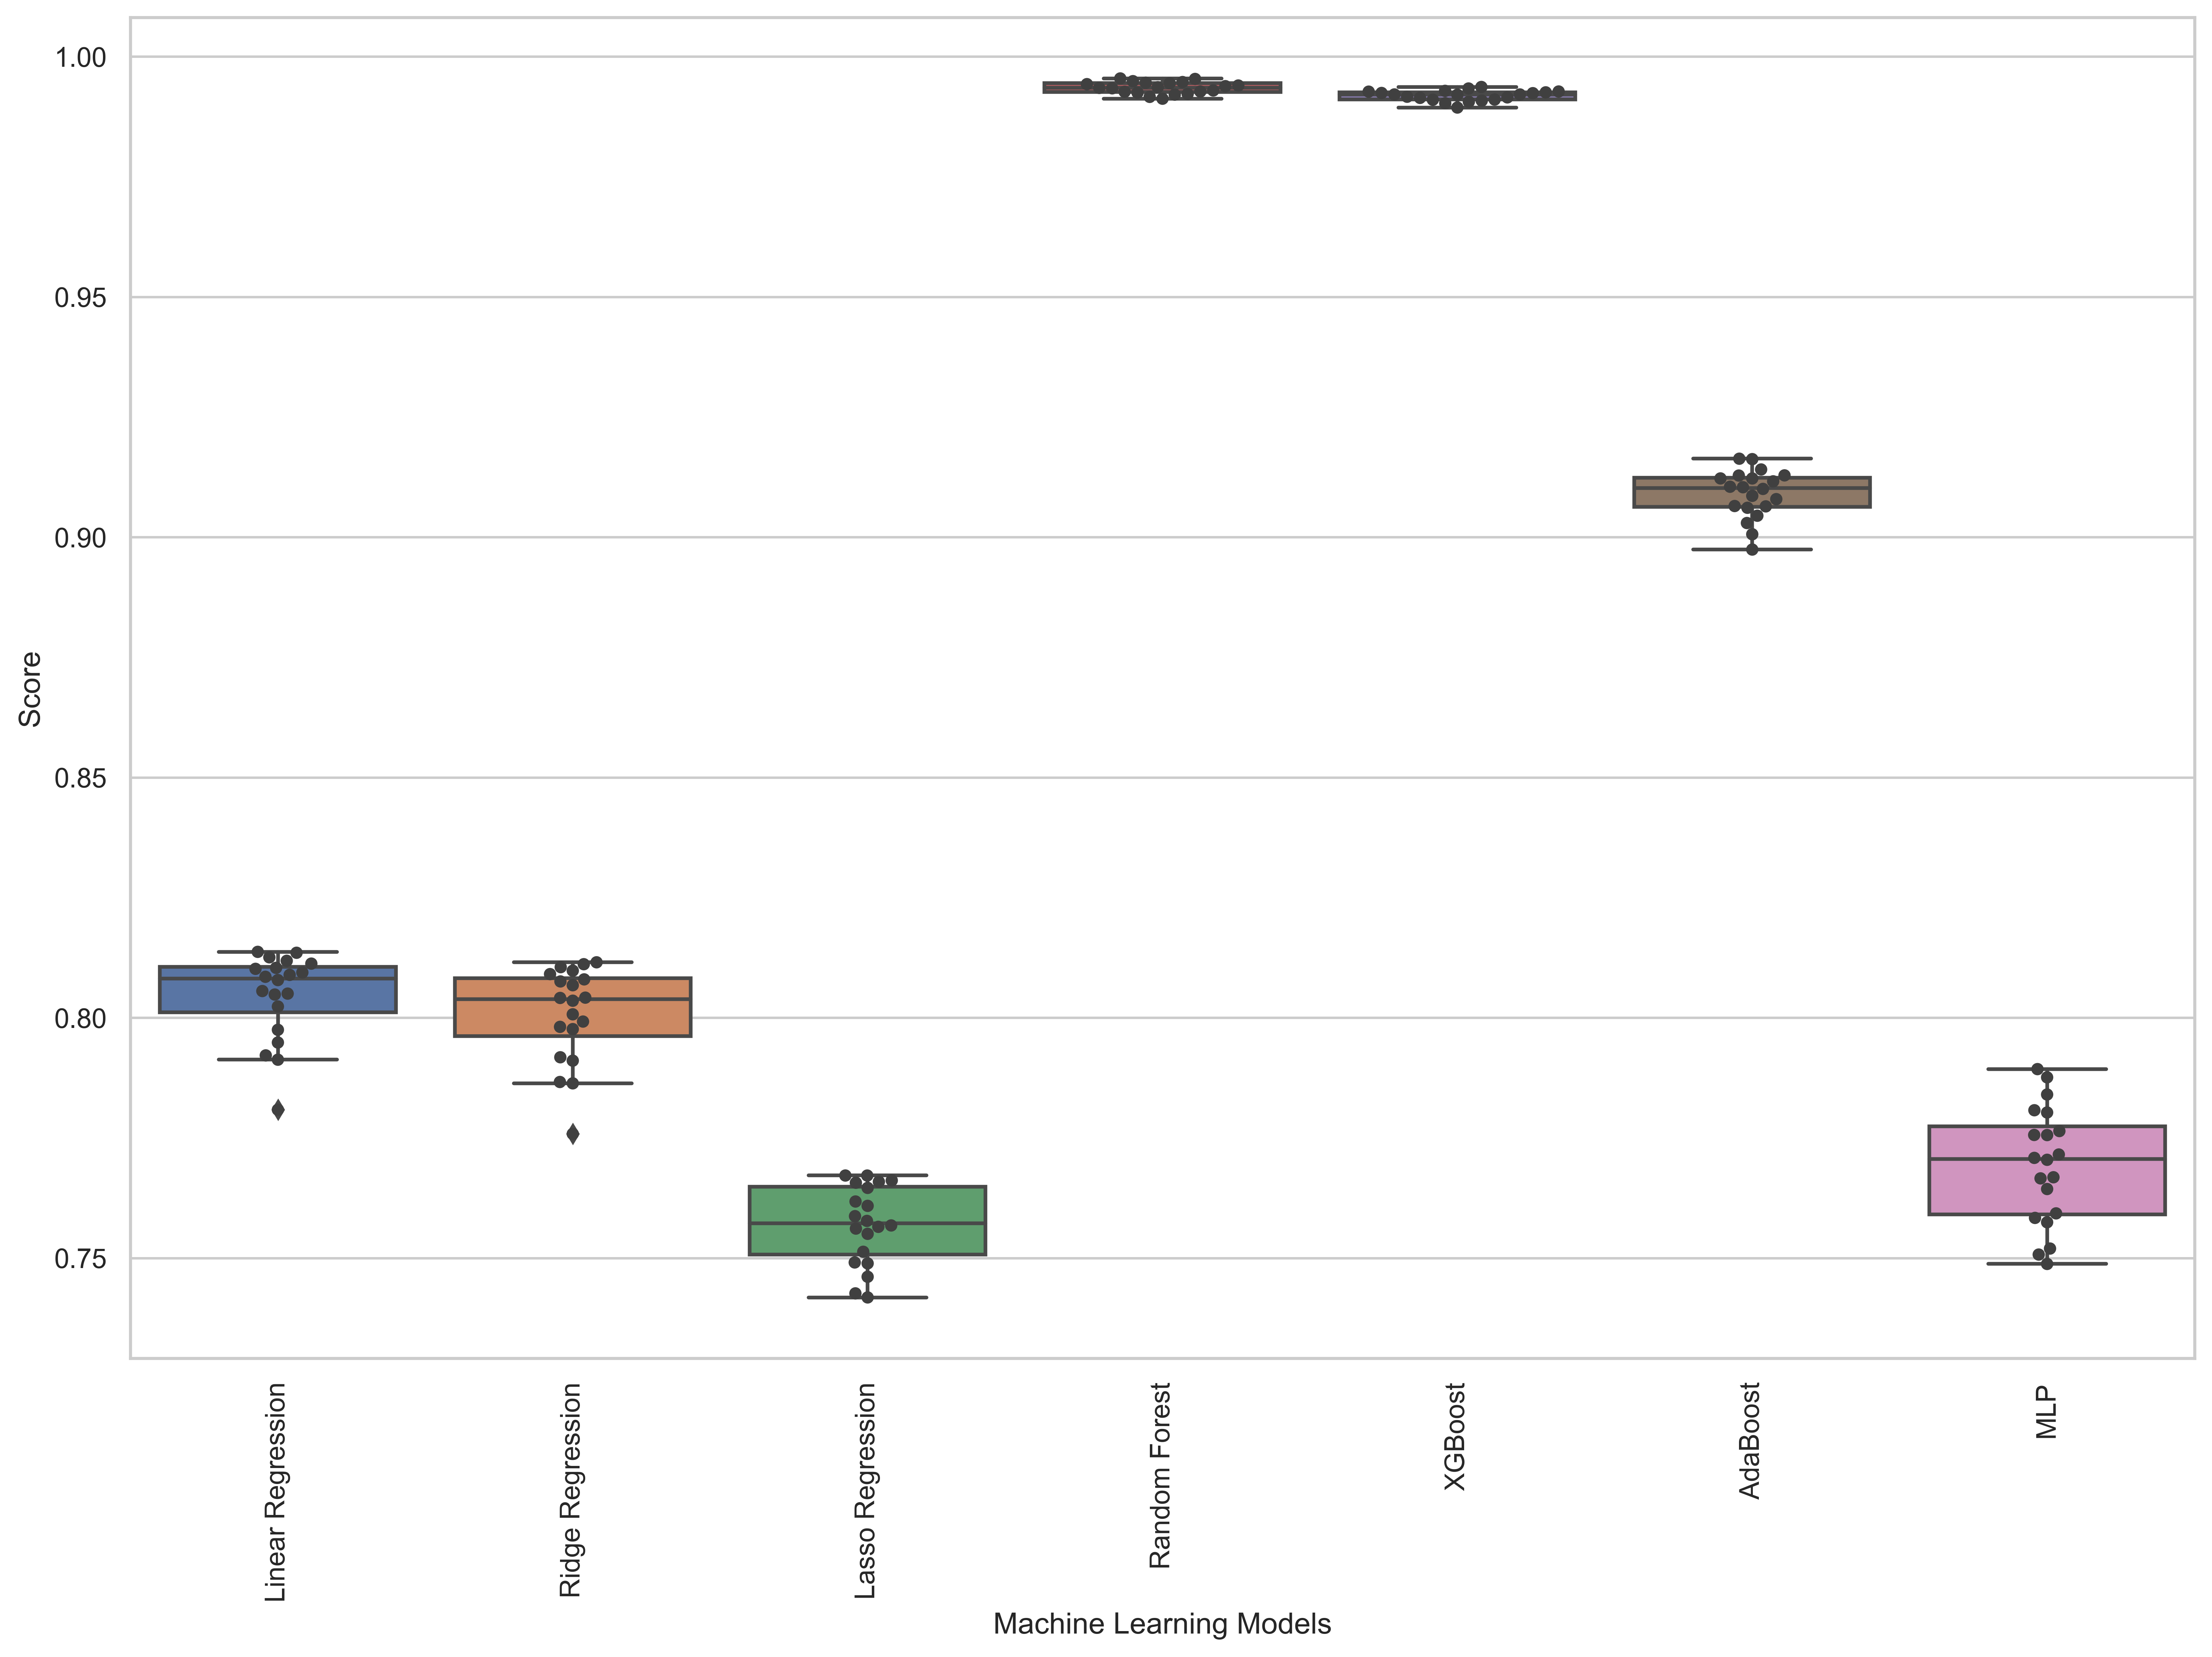 1.00
0.95
0.90
0.85
0.80
0.75
Score
Linear Regression
Ridge Regression
Lasso Regression
Random Forest
XGBoost
AdaBoost
MLP
Machine Learning Models